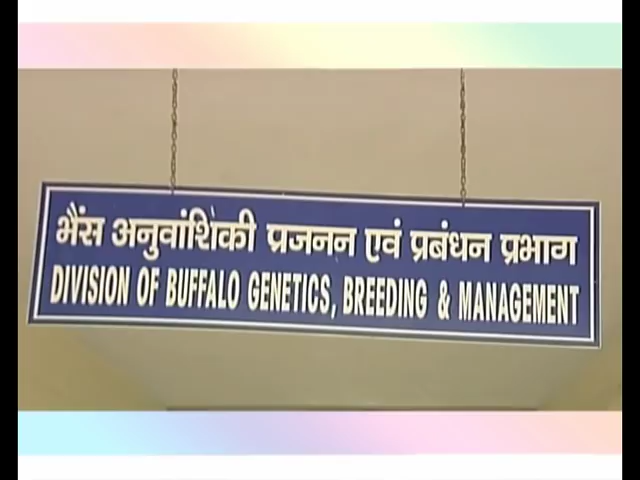 भैंस अनुवांशिकी प्रजनन एवं प्रबंधन प्रभाग
DIVISION OF BUFFALO GENETICS, BREEDING & MANAGEMENT